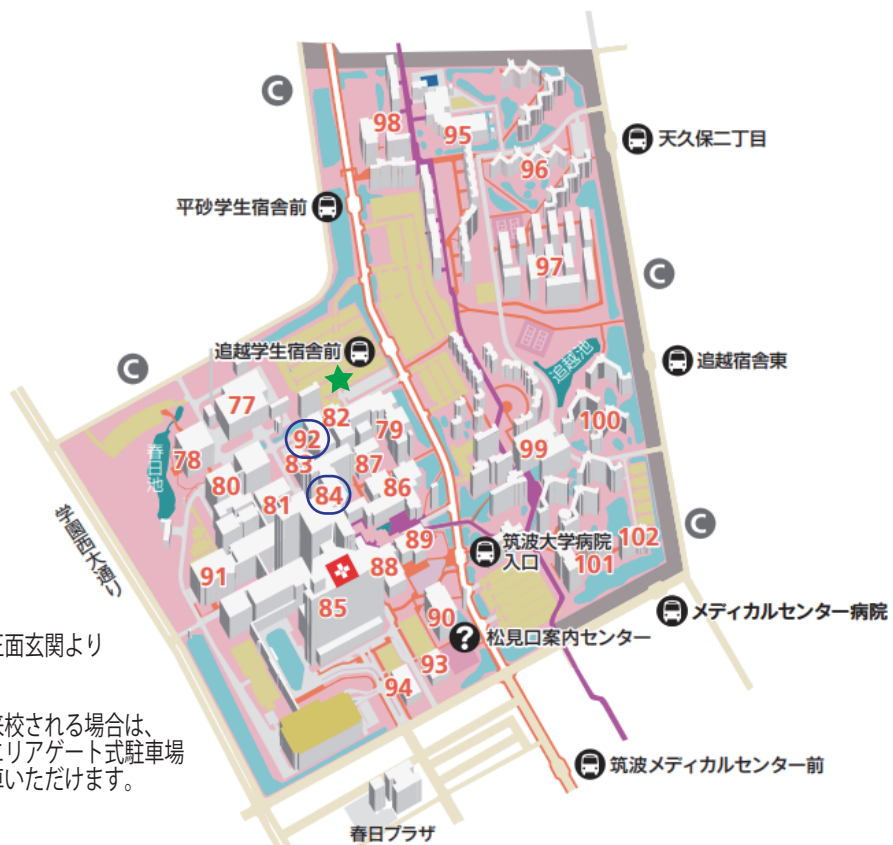 C
98
95
天久保二丁目
96
平砂学生宿舎前
97
C
追越学生宿舎前
追越池
C
追越宿舎東
77
82
92
79
100
78
83
99
春日池
87
80
84
86
81
学園西大通り
C
89
筑波大学病院
入口
102
88
101
91
85
90
メディカルセンター病院
?
松見口案内センター
面玄関より
93
94
校される場合は、
リアゲート式駐車場
いただけます。
筑波メディカルセンター前
春日プラザ